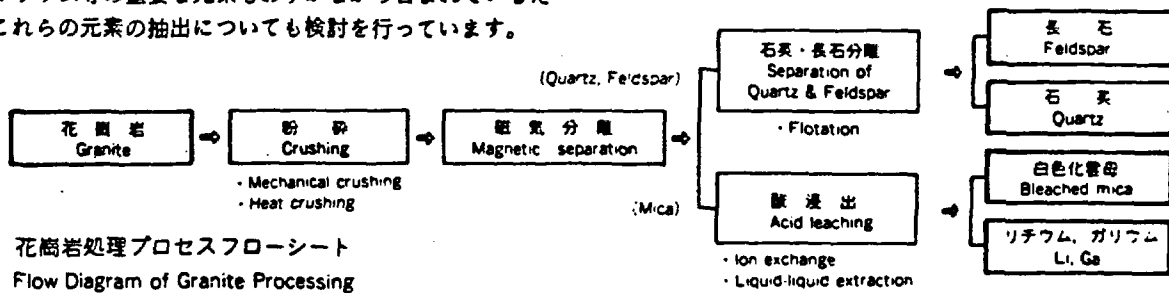 これらの元素の抽出についても検討を行っています。
花崗岩
Granite
粉砕
Crushing
・Mechanical crushing
・Heat crushing
磁気分離
Magnetic separation
(Quartz, Feldspar)
石英・長石分離
Separation of
Quartz & Feldspar
・Flotation
長石
Feldspar
石英
Quartz
(Mica)
酸浸出
Acid leaching
・Ion exchange
・Liquid-liquid extraction
白色化雲母
Bleached mica
リチウム, ガリウム
Li, Ga
花崗岩処理プロセスフローシート
Flow Diagram of Granite Processing